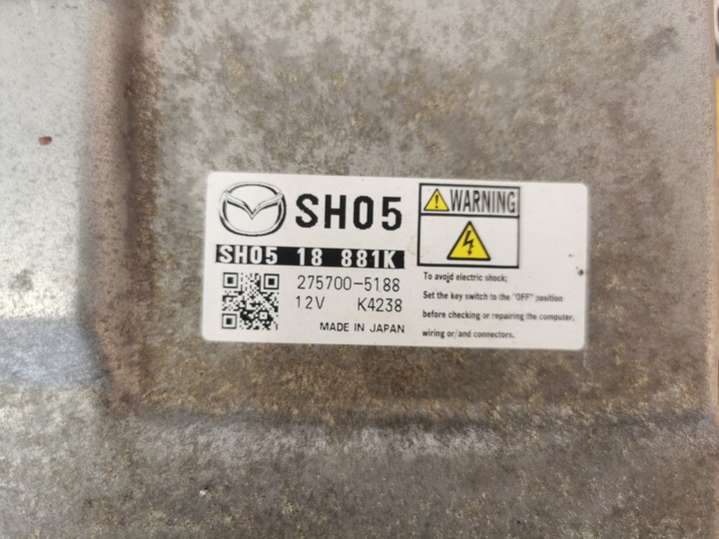 SH05
SH05 18 881K
275700-5188
12V K4238
MADE IN JAPAN
WARNING
To avoid electric shock;
Set the key switch to the "OFF" position
before checking or repairing the computer,
wiring or/and connectors.